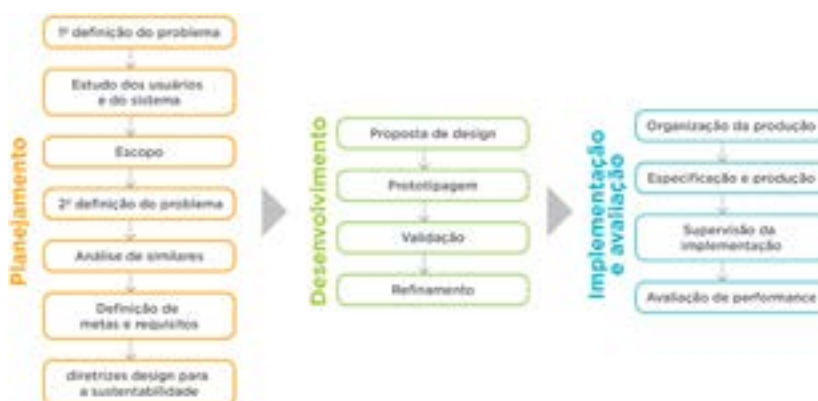 Planejamento
1ª definição do problema
Estudo dos usuários
e do sistema
Escopo
2ª definição do problema
Análise de similares
Definição de
metas e requisitos
diretrizes design para
a sustentabilidade
Desenvolvimento
Proposta de design
Prototipagem
Validação
Refinamento
Implementação
e avaliação
Organização da produção
Especificação e produção
Supervisão da
implementação
Avaliação de performance